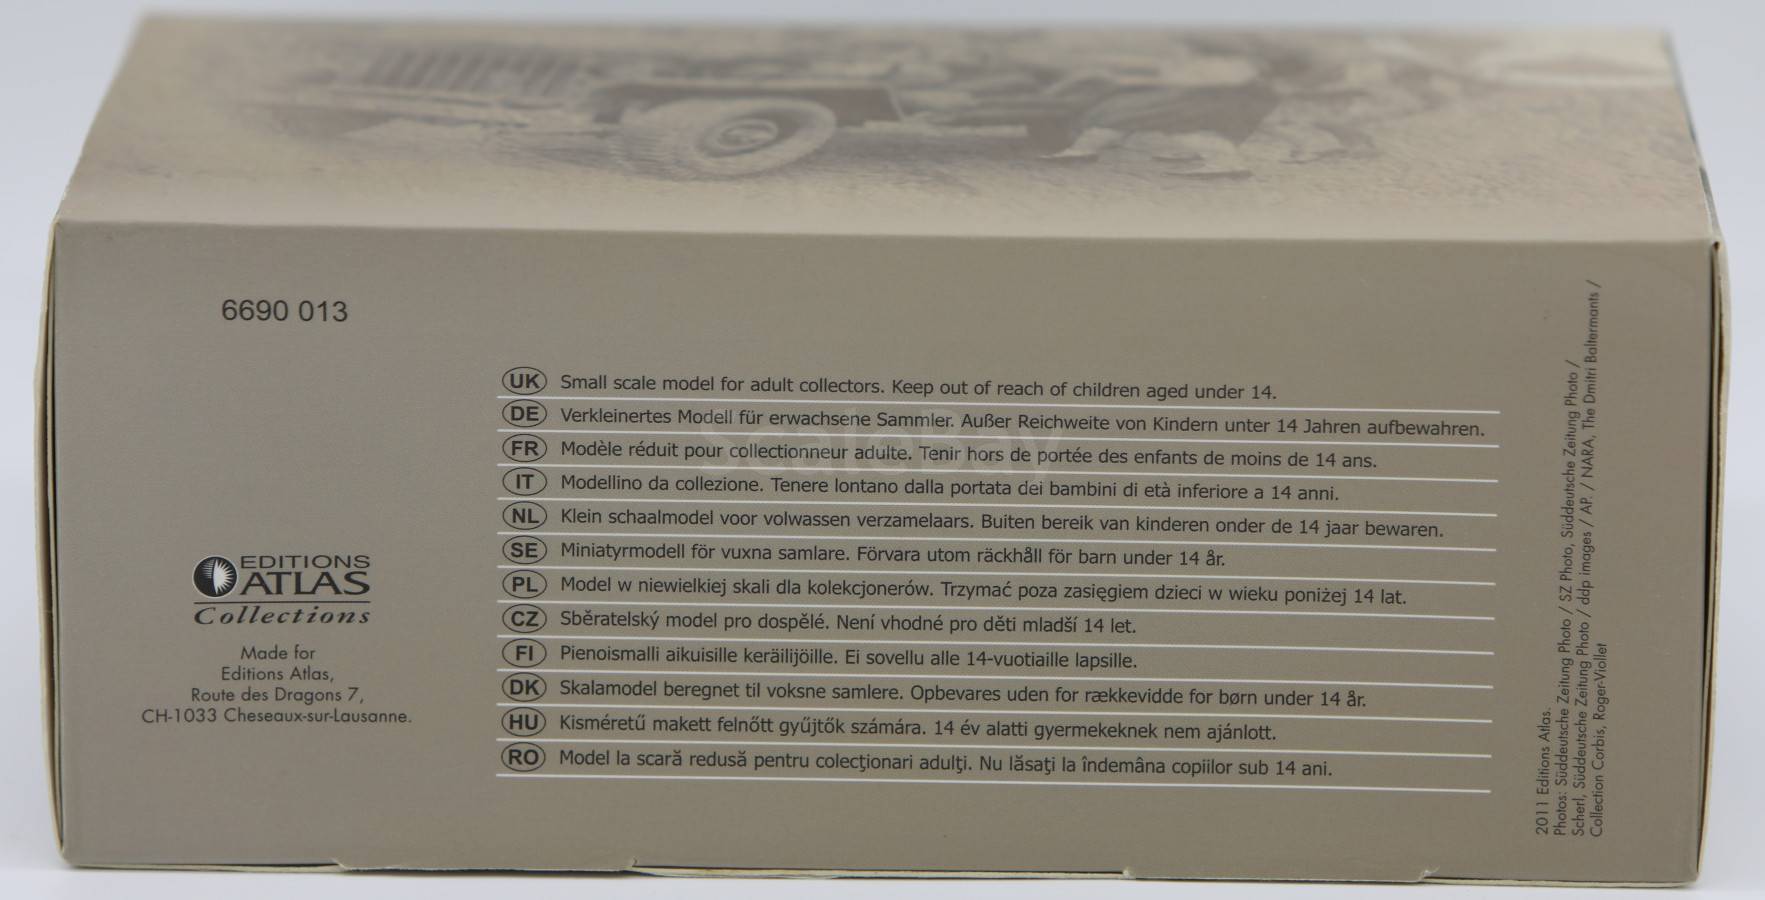 6690 013
UK Small scale model for adult collectors. Keep out of reach of children aged under 14.
DE Verkleinertes Modell für erwachsene Sammler. Außer Reichweite von Kindern unter 14 Jahren aufbewahren.
FR Modèle réduit pour collectionneur adulte. Tenir hors de portée des enfants de moins de 14 ans.
IT Modellino da collezione. Tenere lontano dalla portata dei bambini di età inferiore a 14 anni.
NL Klein schaalmodel voor volwassen verzamelaars. Buiten bereik van kinderen onder de 14 jaar bewaren.
SE Miniatyrmodell för vuxna samlare. Förvara utom räckhåll för barn under 14 år.
PL Model w niewielkiej skali dla kolekcjonerów. Trzymać poza zasięgiem dzieci w wieku poniżej 14 lat.
CZ Sběratelský model pro dospělé. Není vhodné pro děti mladší 14 let.
FI Pienoismalli aikuisille keräilijöille. Ei sovellu alle 14-vuotiaille lapsille.
DK Skalamodel beregnet til voksne samlere. Opbevares uden for rækkevidde for børn under 14 år.
HU Kisméretű makett felnőtt gyűjtők számára. 14 év alatti gyermekeknek nem ajánlott.
RO Model la scară redusă pentru colecţionari adulţi. Nu lăsaţi la îndemâna copiilor sub 14 ani.
EDITIONS
ATLAS
Collections
Made for
Editions Atlas,
Route des Dragons 7,
CH-1033 Cheseaux-sur-Lausanne.
2011 Editions Atlas.
Photos: Süddeutsche Zeitung Photo / SZ Photo, Süddeutsche Zeitung Photo /
Scherl, Süddeutsche Zeitung Photo / ddp images / AP. / NARA, The Dmitri Baltermants /
Collection Corbis, Roger-Viollet
ScaleBay